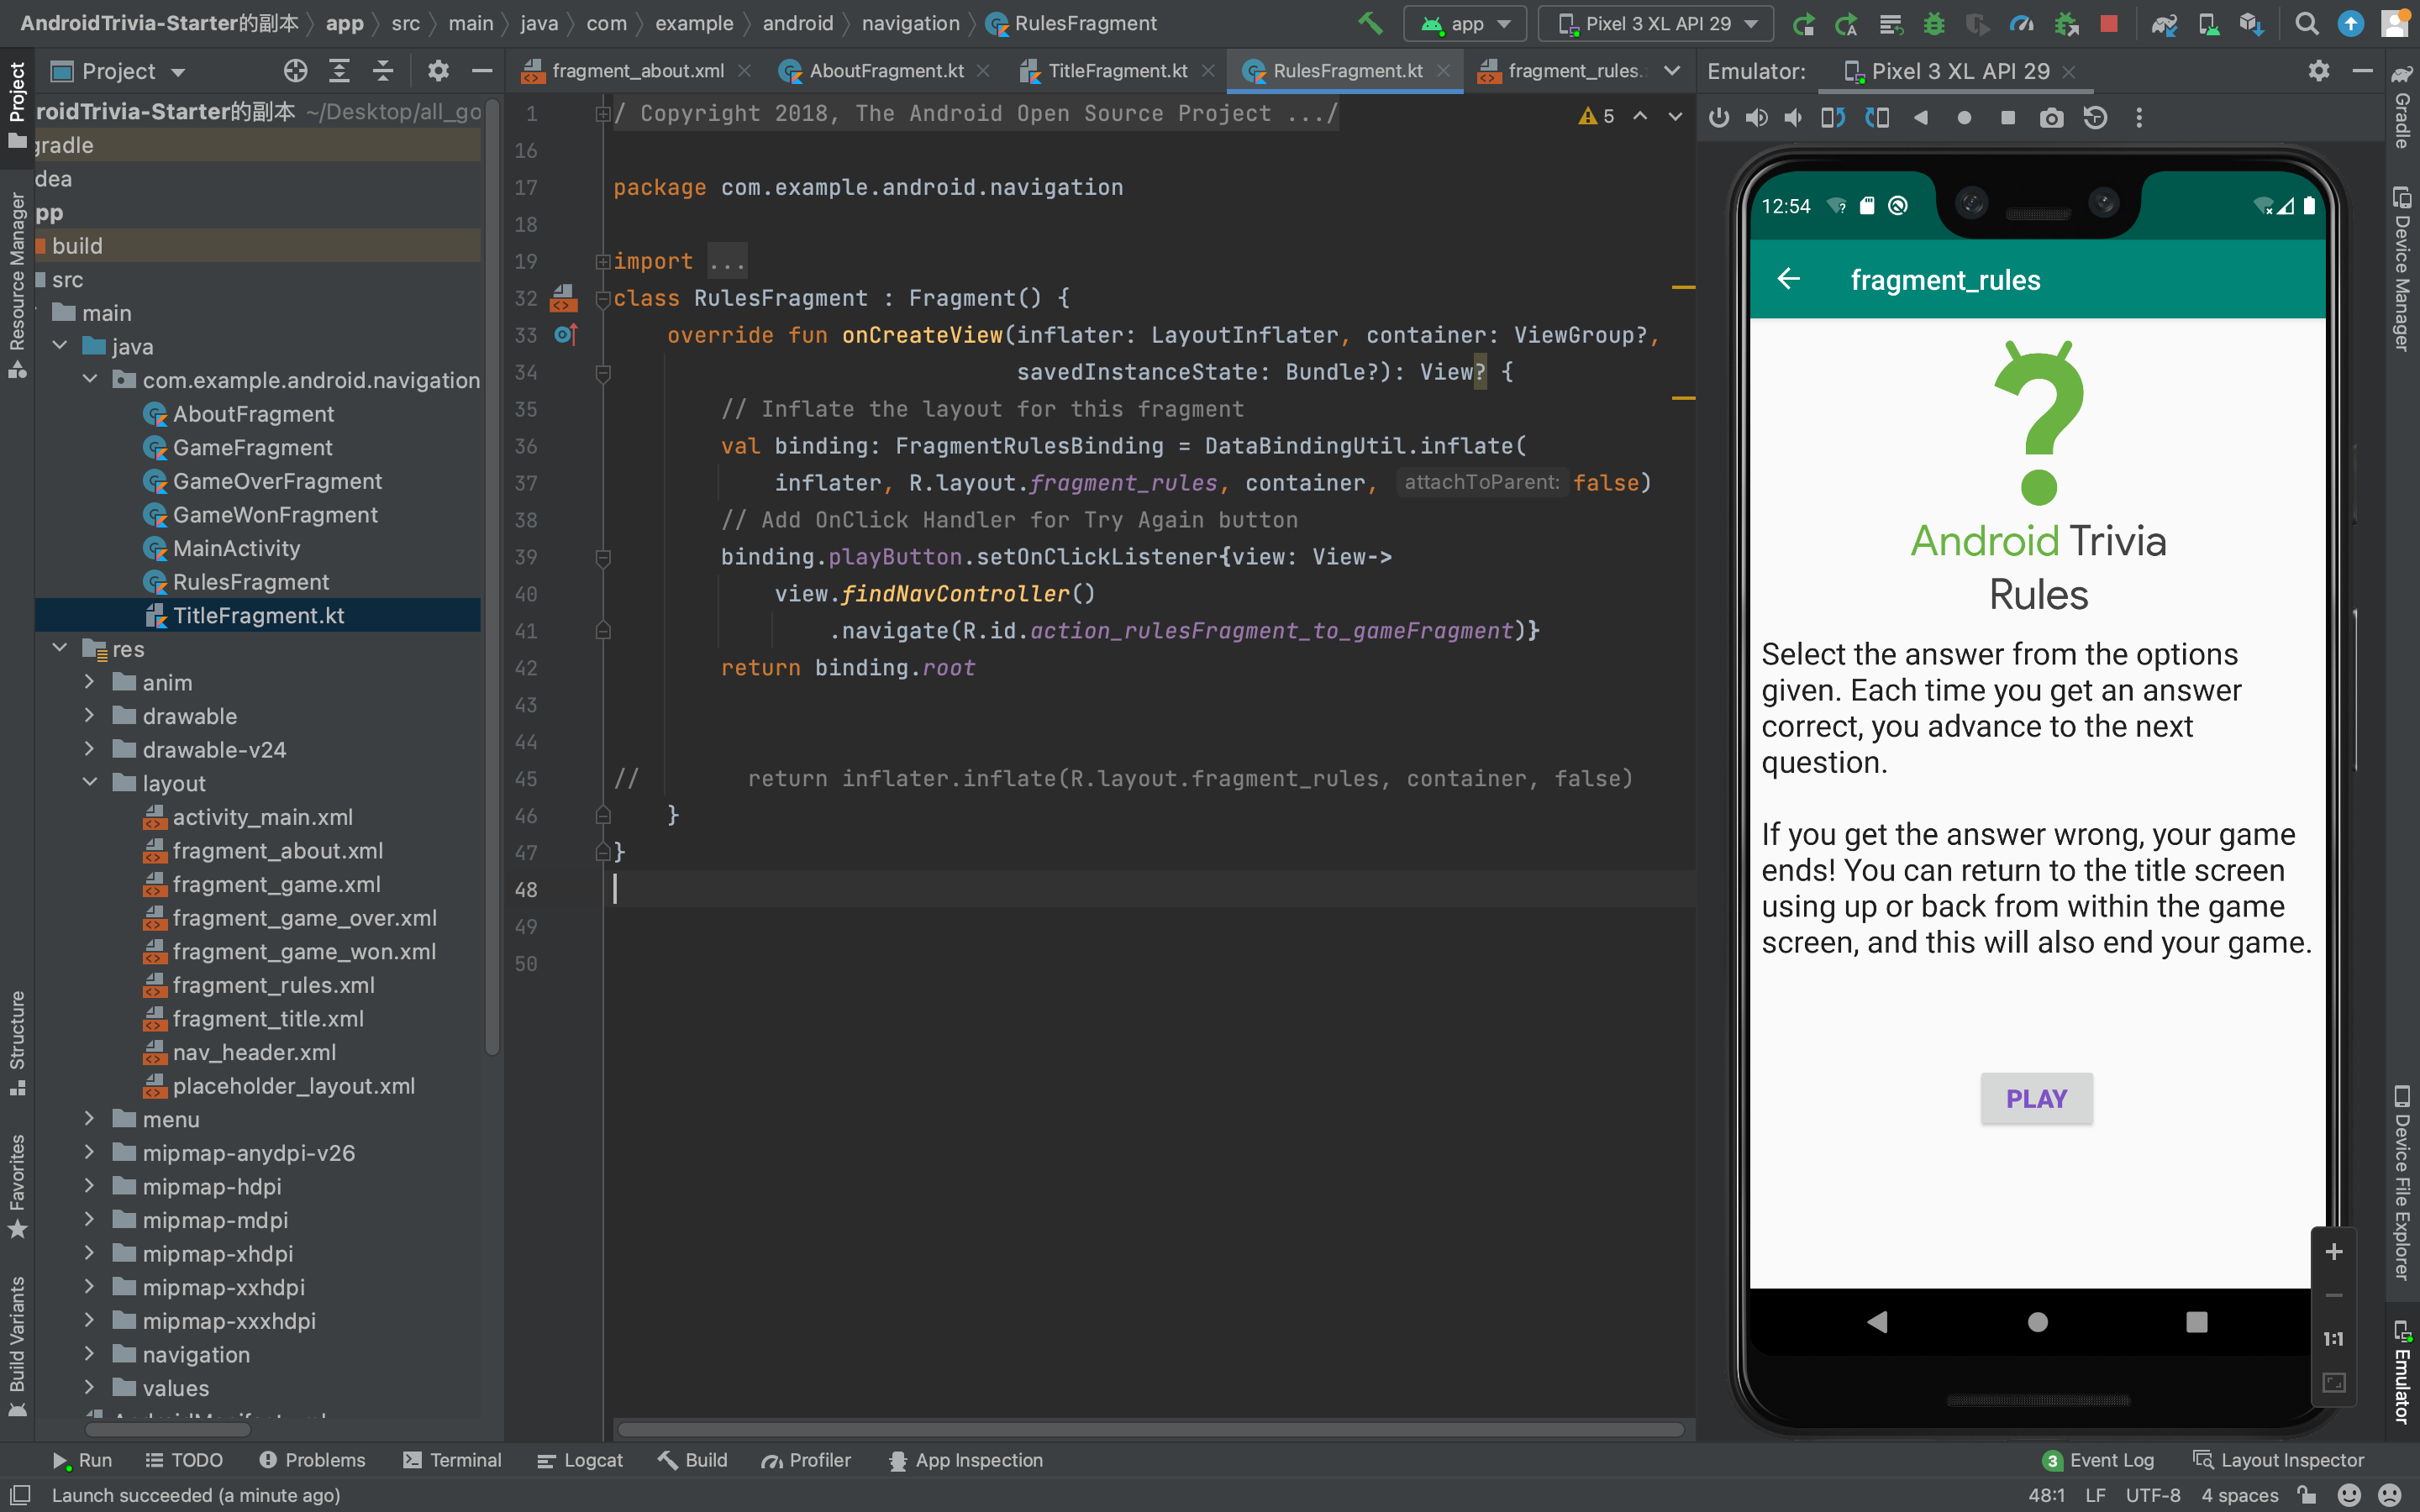 AndroidTrivia-Starter的副本 app src main java com example android navigation RulesFragment
app Pixel 3 XL API 29
Project
fragment_about.xml AboutFragment.kt TitleFragment.kt RulesFragment.kt fragment_rules.
Emulator: Pixel 3 XL API 29
Project
Resource Manager
Structure
Favorites
Build Variants
roidTrivia-Starter的副本 ~/Desktop/all_go
gradle
dea
pp
build
src
main
java
com.example.android.navigation
AboutFragment
GameFragment
GameOverFragment
GameWonFragment
MainActivity
RulesFragment
TitleFragment.kt
res
anim
drawable
drawable-v24
layout
activity_main.xml
fragment_about.xml
fragment_game.xml
fragment_game_over.xml
fragment_game_won.xml
fragment_rules.xml
fragment_title.xml
nav_header.xml
placeholder_layout.xml
menu
mipmap-anydpi-v26
mipmap-hdpi
mipmap-mdpi
mipmap-xhdpi
mipmap-xxhdpi
mipmap-xxxhdpi
navigation
values
1 / Copyright 2018, The Android Open Source Project .../
5
16
17 package com.example.android.navigation
18
19 import ...
32 class RulesFragment : Fragment() {
33 override fun onCreateView(inflater: LayoutInflater, container: ViewGroup?,
34 savedInstanceState: Bundle?): View? {
35 // Inflate the layout for this fragment
36 val binding: FragmentRulesBinding = DataBindingUtil.inflate(
37 inflater, R.layout.fragment_rules, container, attachToParent: false)
38 // Add OnClick Handler for Try Again button
39 binding.playButton.setOnClickListener{view: View->
40 view.findNavController()
41 .navigate(R.id.action_rulesFragment_to_gameFragment)}
42 return binding.root
43
44
45 // return inflater.inflate(R.layout.fragment_rules, container, false)
46 }
47 }
48
49
50
12:54
fragment_rules
Android Trivia
Rules
Select the answer from the options
given. Each time you get an answer
correct, you advance to the next
question.
If you get the answer wrong, your game
ends! You can return to the title screen
using up or back from within the game
screen, and this will also end your game.
PLAY
1:1
Gradle
Device Manager
Device File Explorer
Emulator
Run TODO Problems Terminal Logcat Build Profiler App Inspection
3 Event Log Layout Inspector
Launch succeeded (a minute ago)
48:1 LF UTF-8 4 spaces